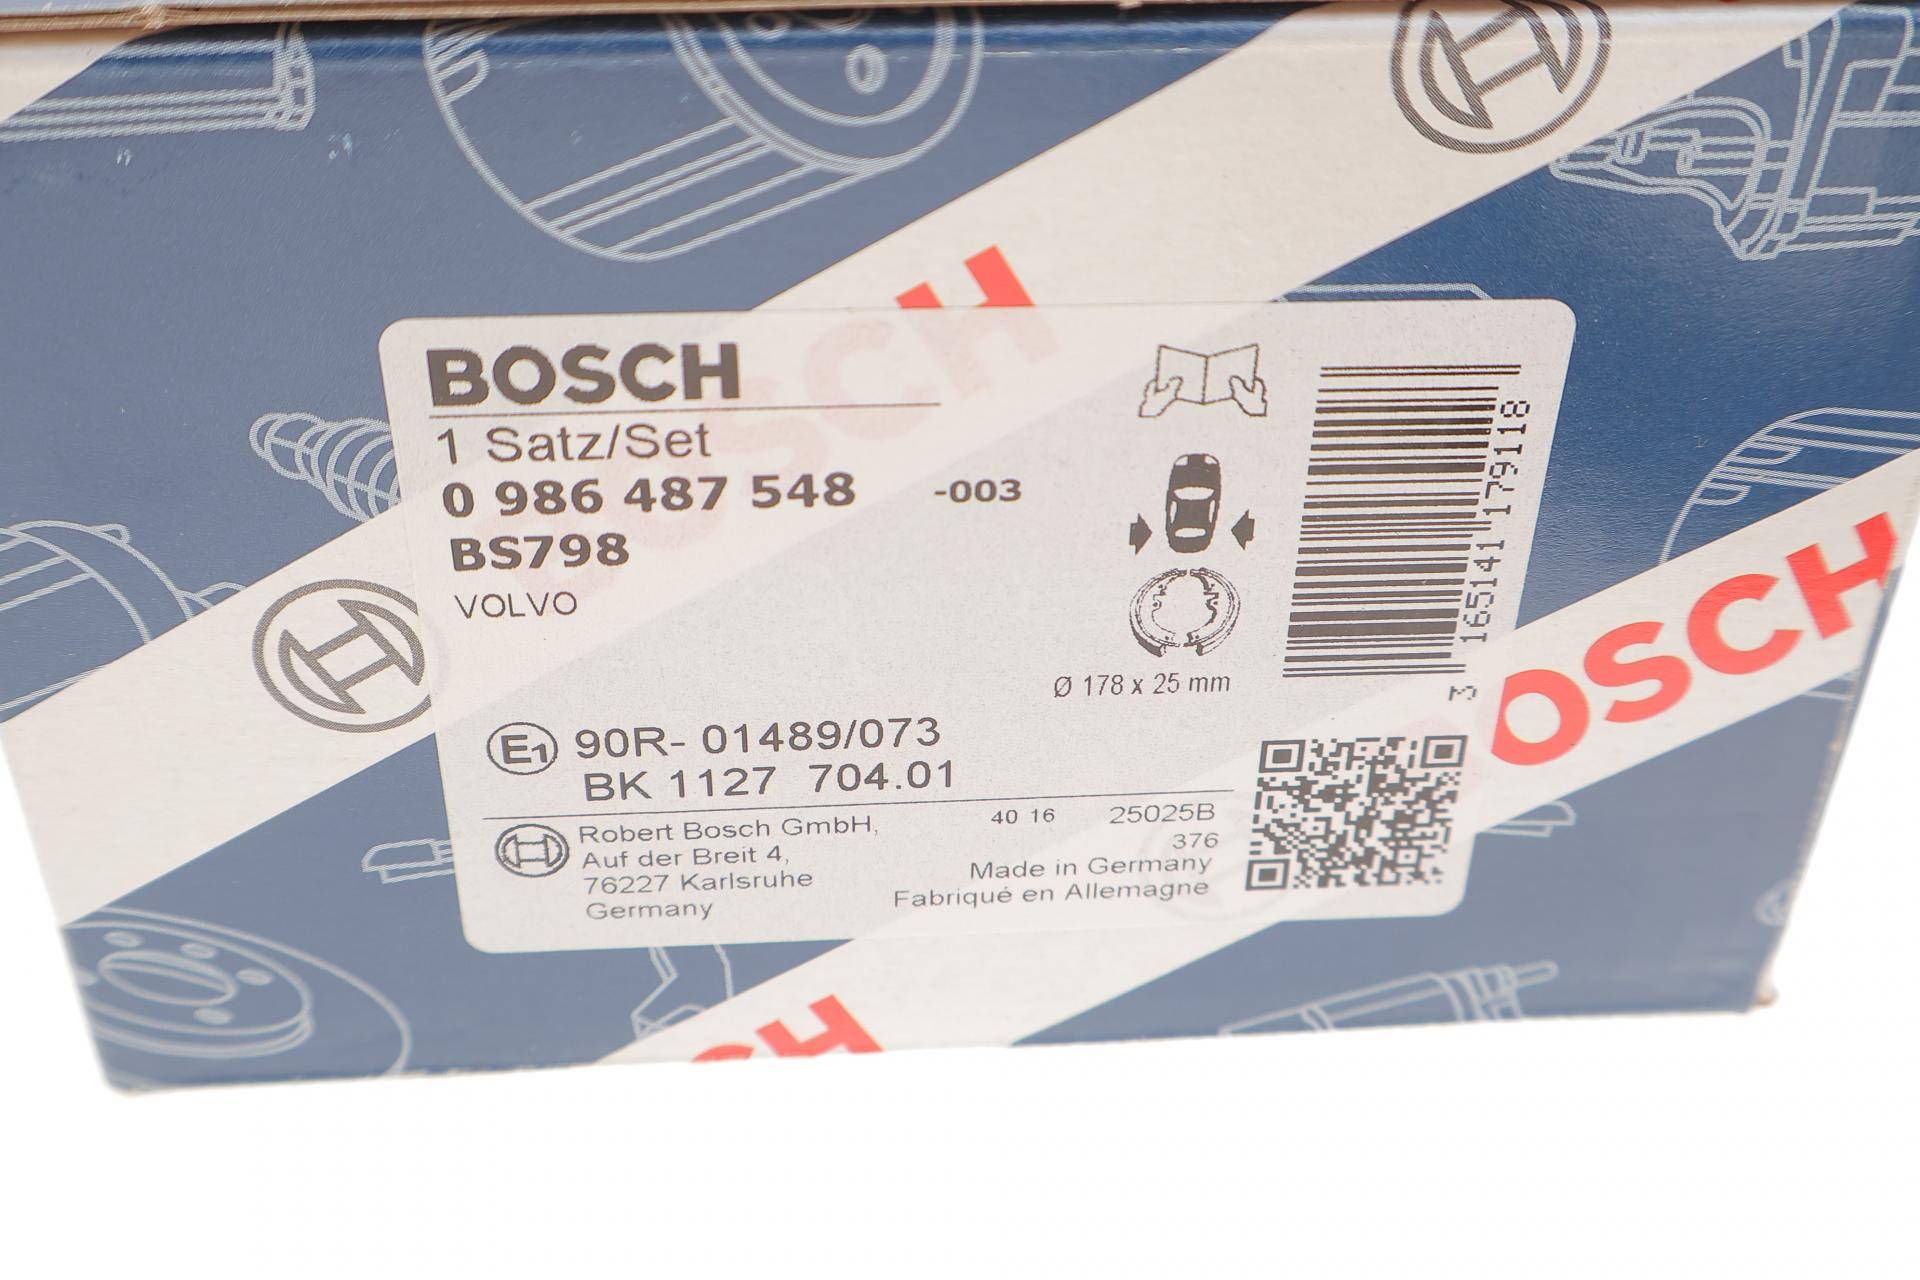 BOSCH
BOSCH
1 Satz/Set
0 986 487 548 -003
BS798
VOLVO
Ø 178 x 25 mm
3 165141 179118
E1 90R- 01489/073
BK 1127 704.01
Robert Bosch GmbH,
Auf der Breit 4,
76227 Karlsruhe
Germany
40 16 25025B
376
Made in Germany
Fabriqué en Allemagne
OSCH
CH